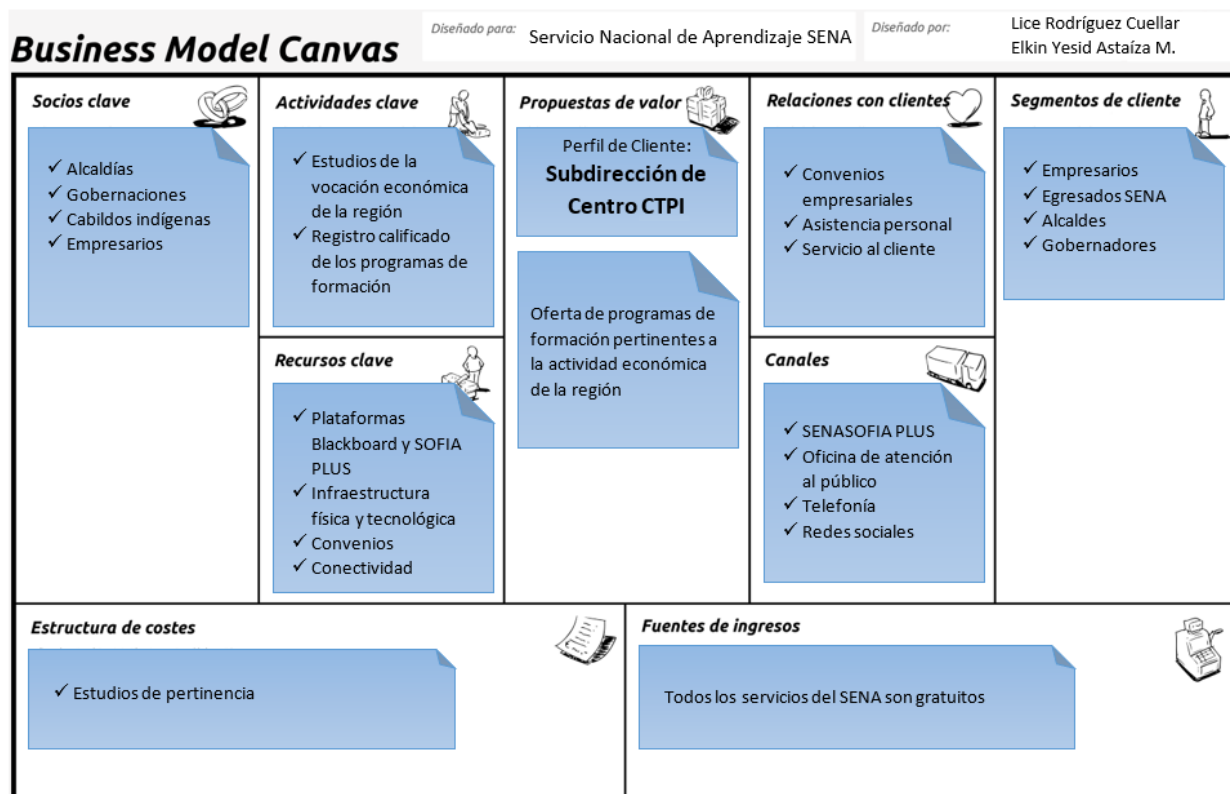 Business Model Canvas
Diseñado para:
Servicio Nacional de Aprendizaje SENA
Diseñado por:
Lice Rodríguez Cuellar
Elkin Yesid Astaíza M.
Socios clave
✓ Alcaldías
✓ Gobernaciones
✓ Cabildos indígenas
✓ Empresarios
Actividades clave
✓ Estudios de la
vocación económica
de la región
✓ Registro calificado
de los programas de
formación
Recursos clave
✓ Plataformas
Blackboard y SOFIA
PLUS
✓ Infraestructura
física y tecnológica
✓ Convenios
✓ Conectividad
Propuestas de valor
Perfil de Cliente:
Subdirección de
Centro CTPI
Oferta de programas de
formación pertinentes a
la actividad económica
de la región
Relaciones con clientes
✓ Convenios
empresariales
✓ Asistencia personal
✓ Servicio al cliente
Canales
✓ SENASOFIA PLUS
✓ Oficina de atención
al público
✓ Telefonía
✓ Redes sociales
Segmentos de cliente
✓ Empresarios
✓ Egresados SENA
✓ Alcaldes
✓ Gobernadores
Estructura de costes
✓ Estudios de pertinencia
Fuentes de ingresos
Todos los servicios del SENA son gratuitos